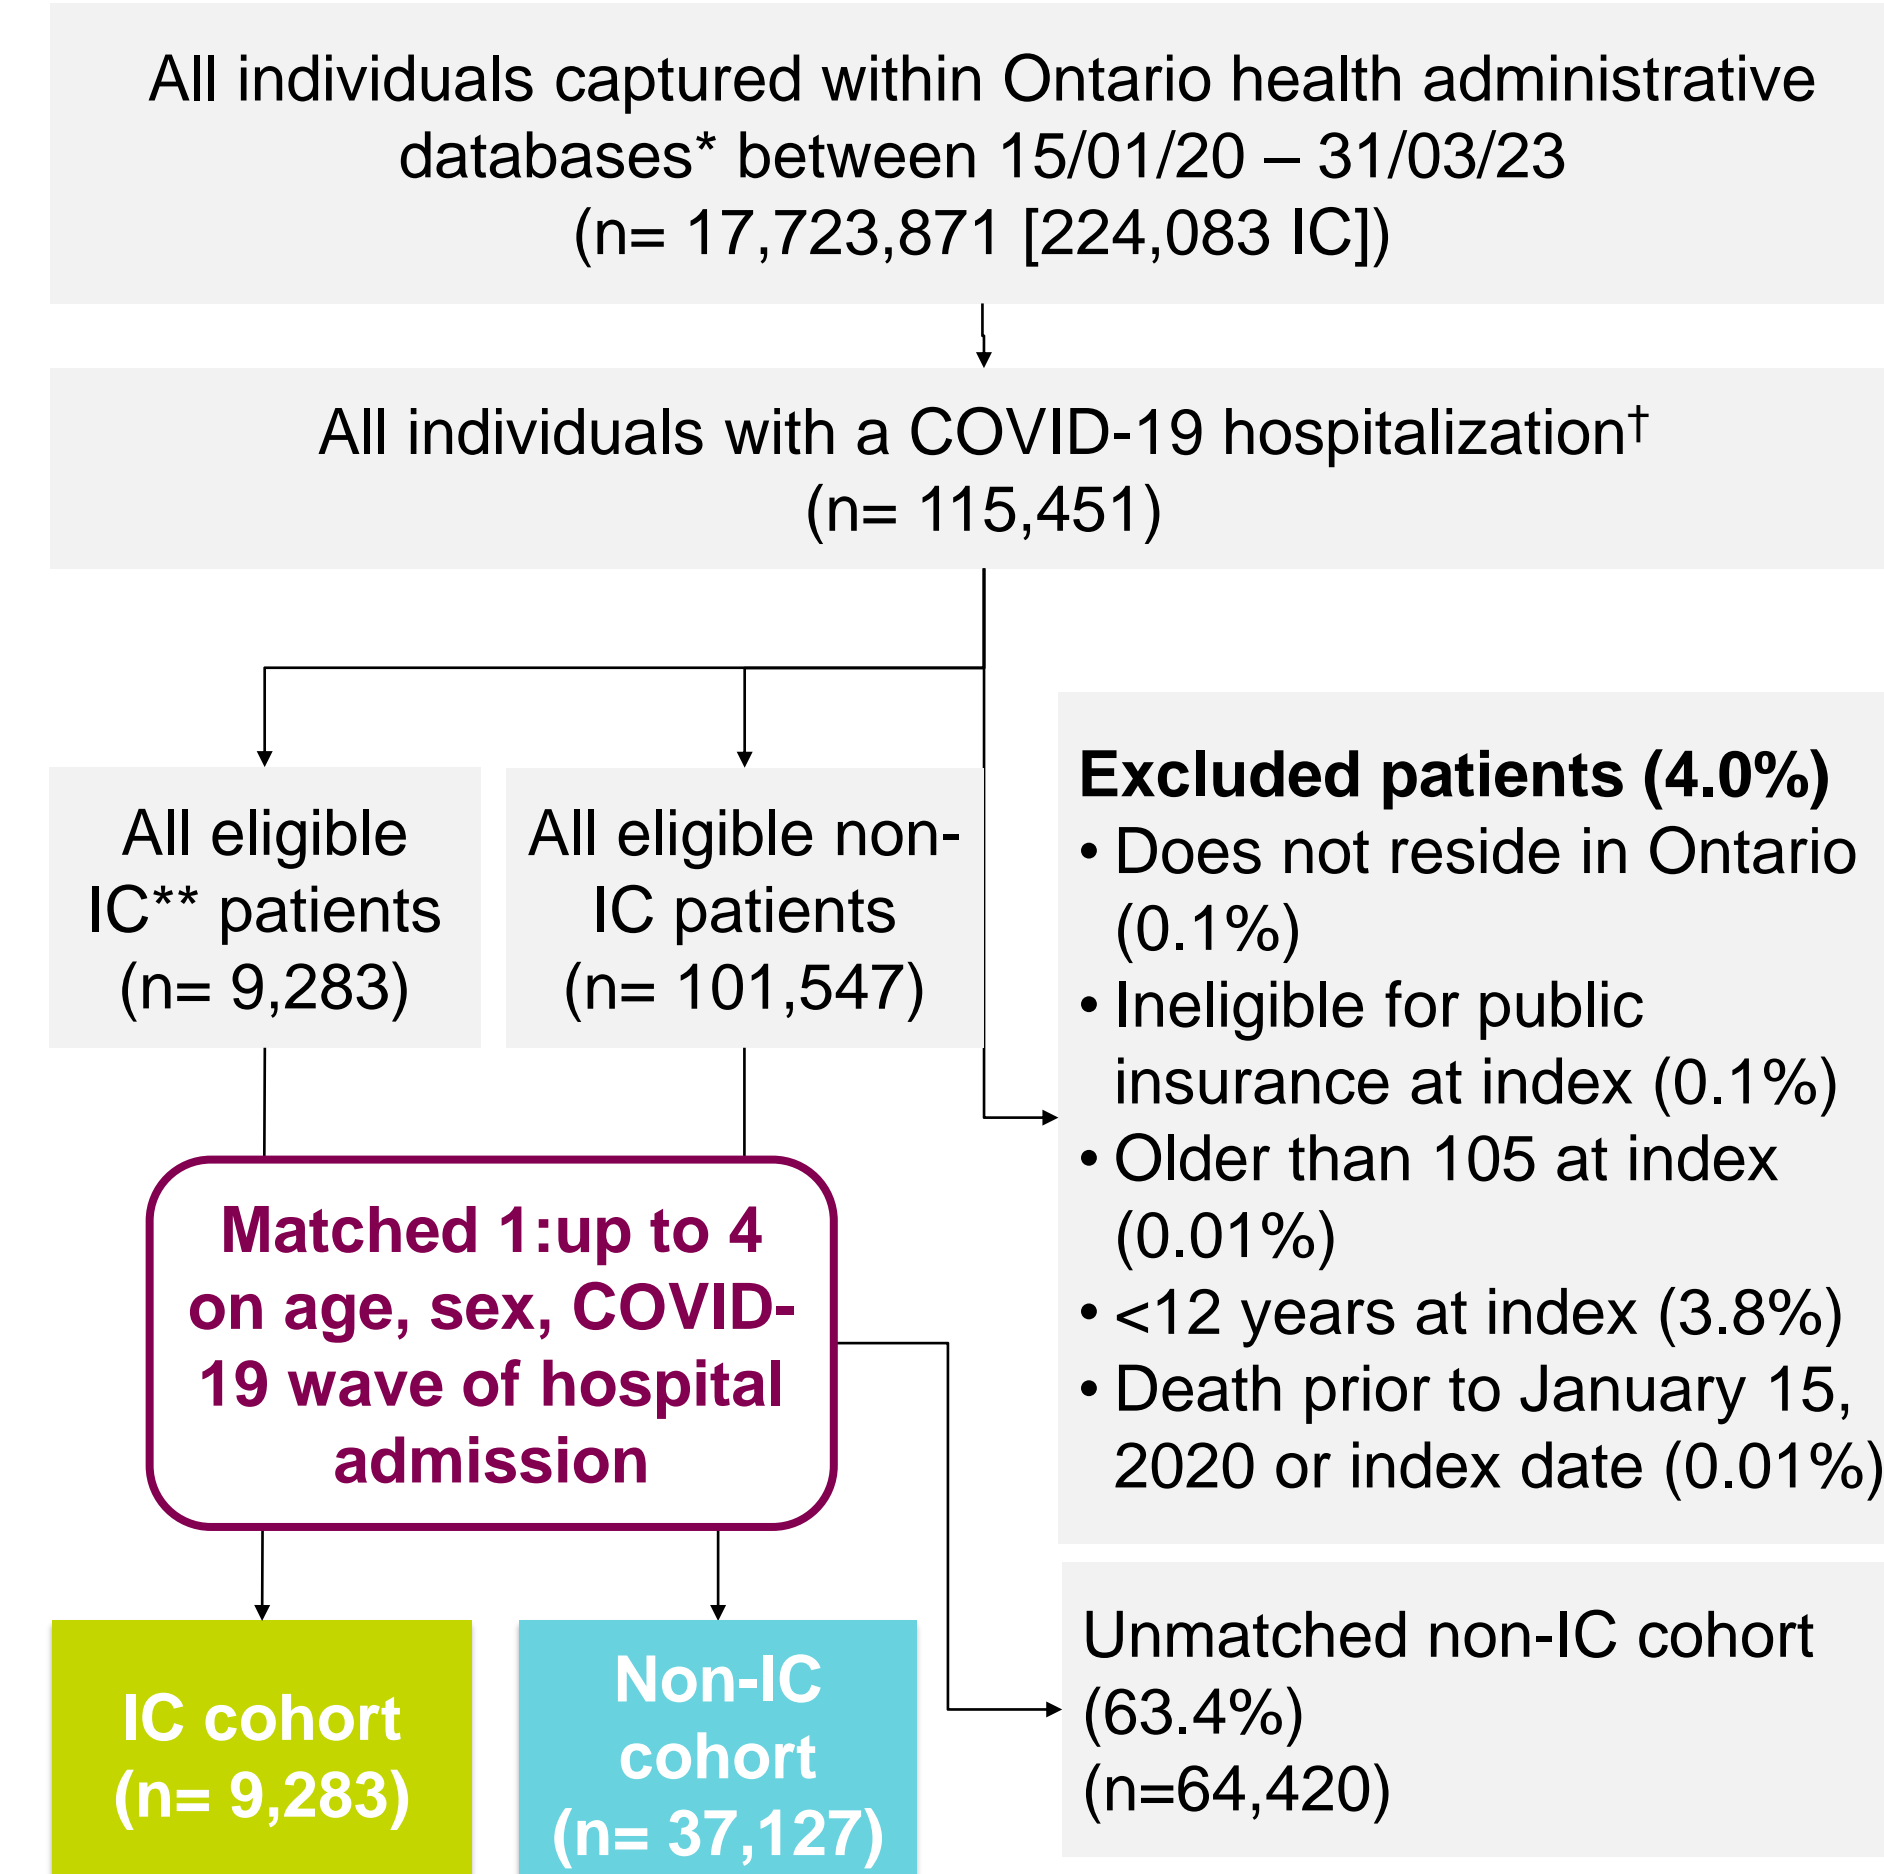 All individuals captured within Ontario health administrative
databases* between 15/01/20 – 31/03/23
(n= 17,723,871 [224,083 IC])
All individuals with a COVID-19 hospitalization†
(n= 115,451)
All eligible
IC** patients
(n= 9,283)
All eligible non-
IC patients
(n= 101,547)
Excluded patients (4.0%)
• Does not reside in Ontario
(0.1%)
• Ineligible for public
insurance at index (0.1%)
• Older than 105 at index
(0.01%)
• <12 years at index (3.8%)
• Death prior to January 15,
2020 or index date (0.01%)
Matched 1:up to 4
on age, sex, COVID-
19 wave of hospital
admission
IC cohort
(n= 9,283)
Non-IC
cohort
(n= 37,127)
Unmatched non-IC cohort
(63.4%)
(n=64,420)